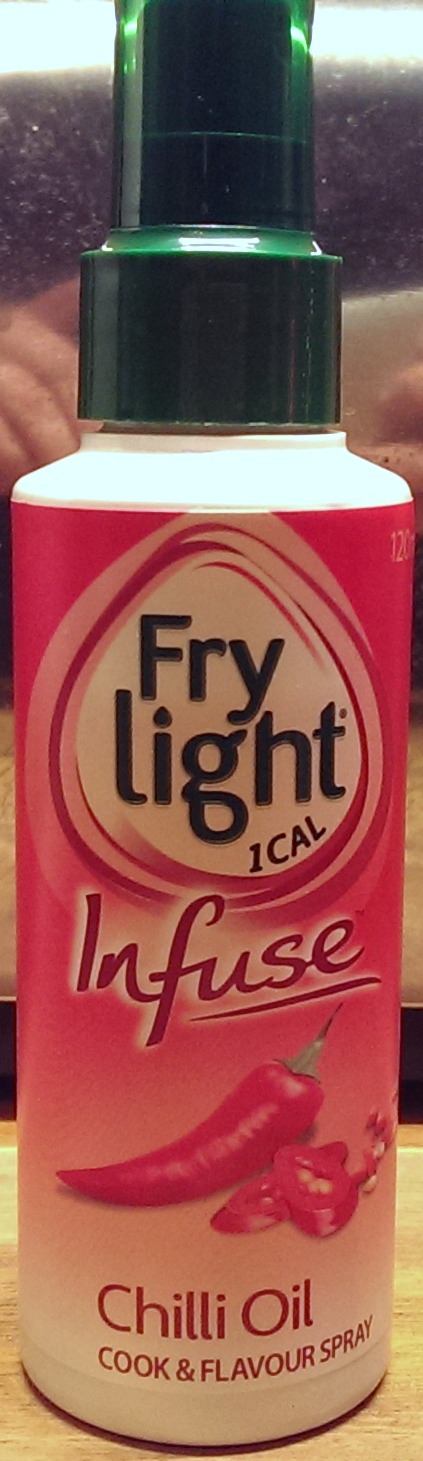 Fry
light®
1CAL
Infuse
Chilli Oil
COOK & FLAVOUR SPRAY